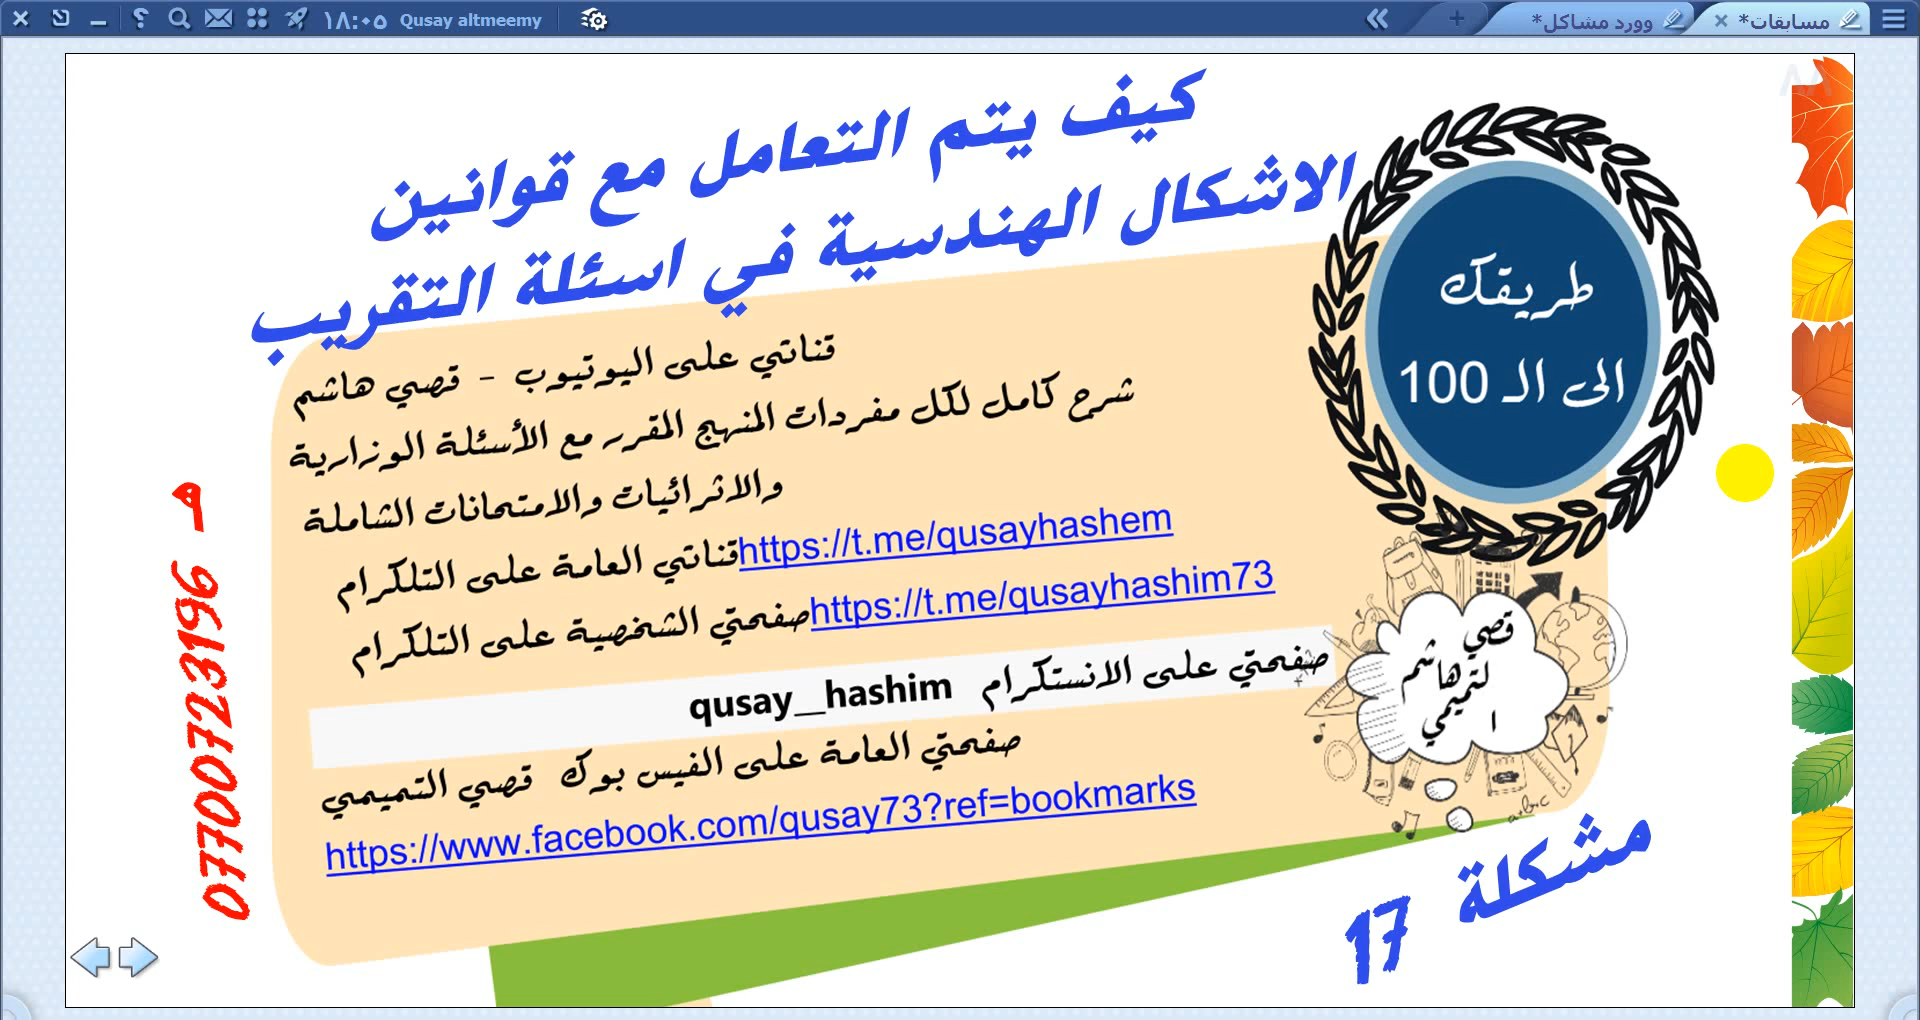 مسابقات*
وورد مشاكل*
Qusay altmeemy
١٨:٠٥
كيف يتم التعامل مع قوانين
الاشكال الهندسية في اسئلة التقريب
طريقك
الى الـ 100
قناتي على اليوتيوب - قصي هاشم
شرح كامل لكل مفردات المنهج المقرر مع الأسئلة الوزارية
والاثرائيات والامتحانات الشاملة
https://t.me/qusayhashem قناتي العامة على التلكرام
https://t.me/qusayhashim73 صفحتي الشخصية على التلكرام
صفحتي على الانستكرام qusay__hashim
صفحتي العامة على الفيس بوك قصي التميمي
https://www.facebook.com/qusay73?ref=bookmarks
قصي
هاشم
التميمي
مشكلة 17